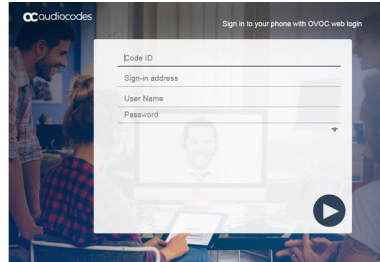 audiocodes
Sign in to your phone with OVOC web login
Code ID
Sign-in address
User Name
Password